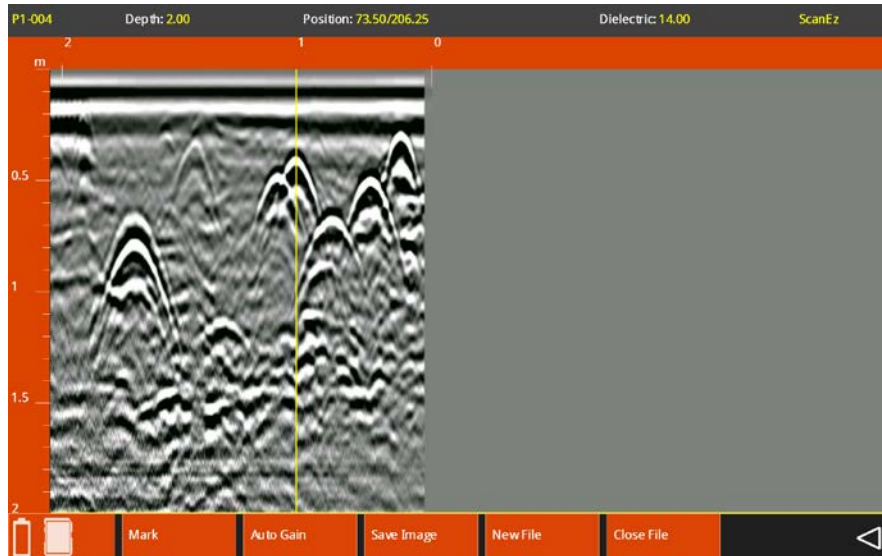 P1-004 Depth: 2.00 Position: 73.50/206.25 Dielectric: 14.00 ScanEz
2 1 0
m
0.5
1
1.5
2
Mark Auto Gain Save Image New File Close File